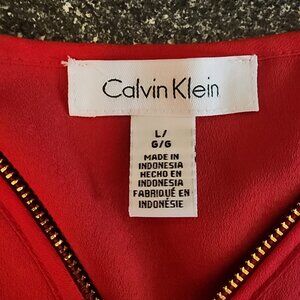 Calvin Klein
L/
G/G
MADE IN
INDONESIA
HECHO EN
INDONESIA
FABRIQUÉ EN
INDONÉSIE